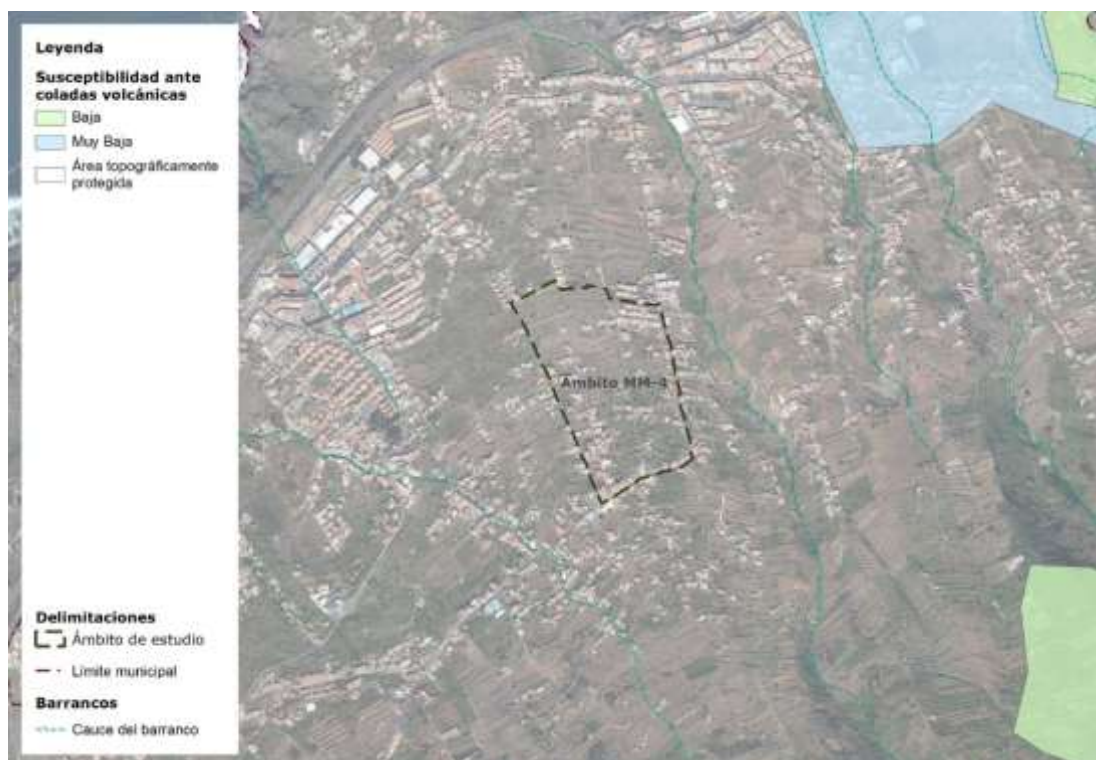 Leyenda
Susceptibilidad ante
coladas volcánicas
Baja
Muy Baja
Área topográficamente
protegida
Ámbito MM-4
Delimitaciones
Ámbito de estudio
Límite municipal
Barrancos
Cauce del barranco